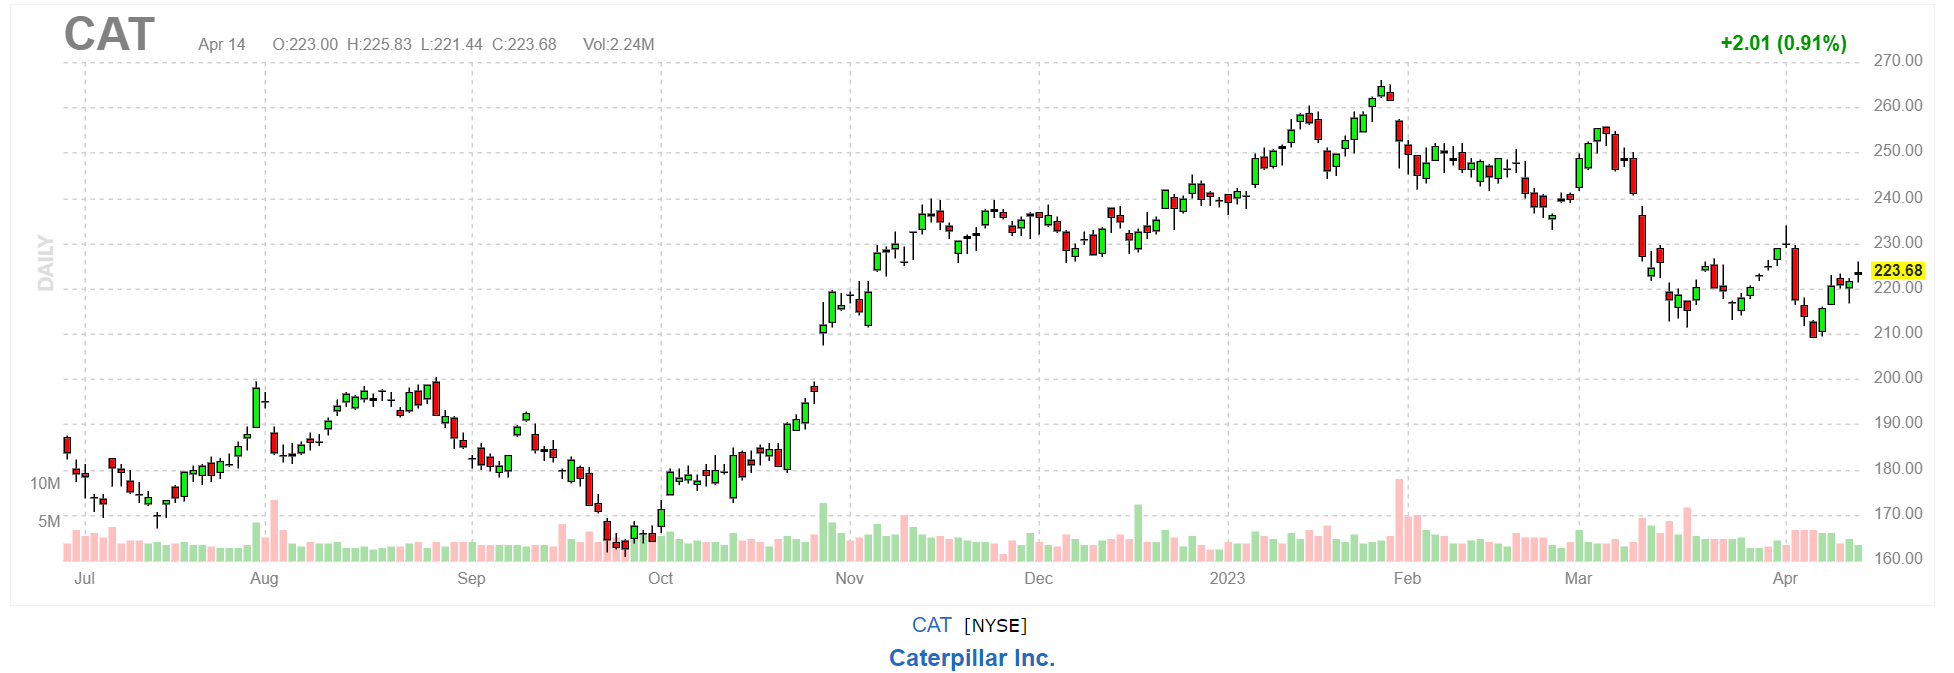 CAT Apr 14 O:223.00 H:225.83 L:221.44 C:223.68 Vol:2.24M +2.01 (0.91%)
270.00
260.00
250.00
240.00
230.00
DAILY
223.68
220.00
210.00
200.00
190.00
180.00
10M
5M
170.00
160.00
Jul Aug Sep Oct Nov Dec 2023 Feb Mar Apr
CAT [NYSE]
Caterpillar Inc.